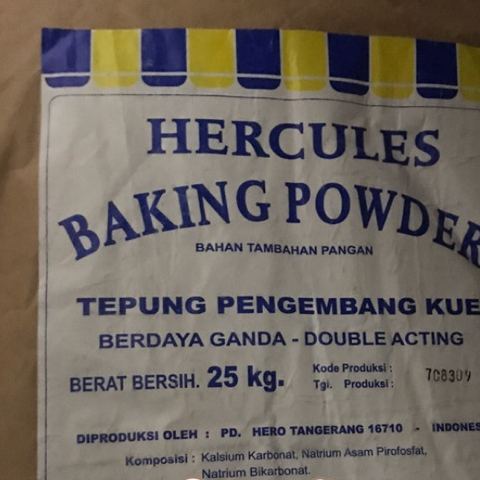 HERCULES
BAKING POWDER
BAHAN TAMBAHAN PANGAN
TEPUNG PENGEMBANG KUE
BERDAYA GANDA - DOUBLE ACTING
BERAT BERSIH. 25 kg.
Kode Produksi :
Tgl. Produksi :
DIPRODUKSI OLEH : PD. HERO TANGERANG 16710 - INDONES
Komposisi : Kalsium Karbonat, Natrium Asam Pirofosfat,
Natrium Bikarbonat.